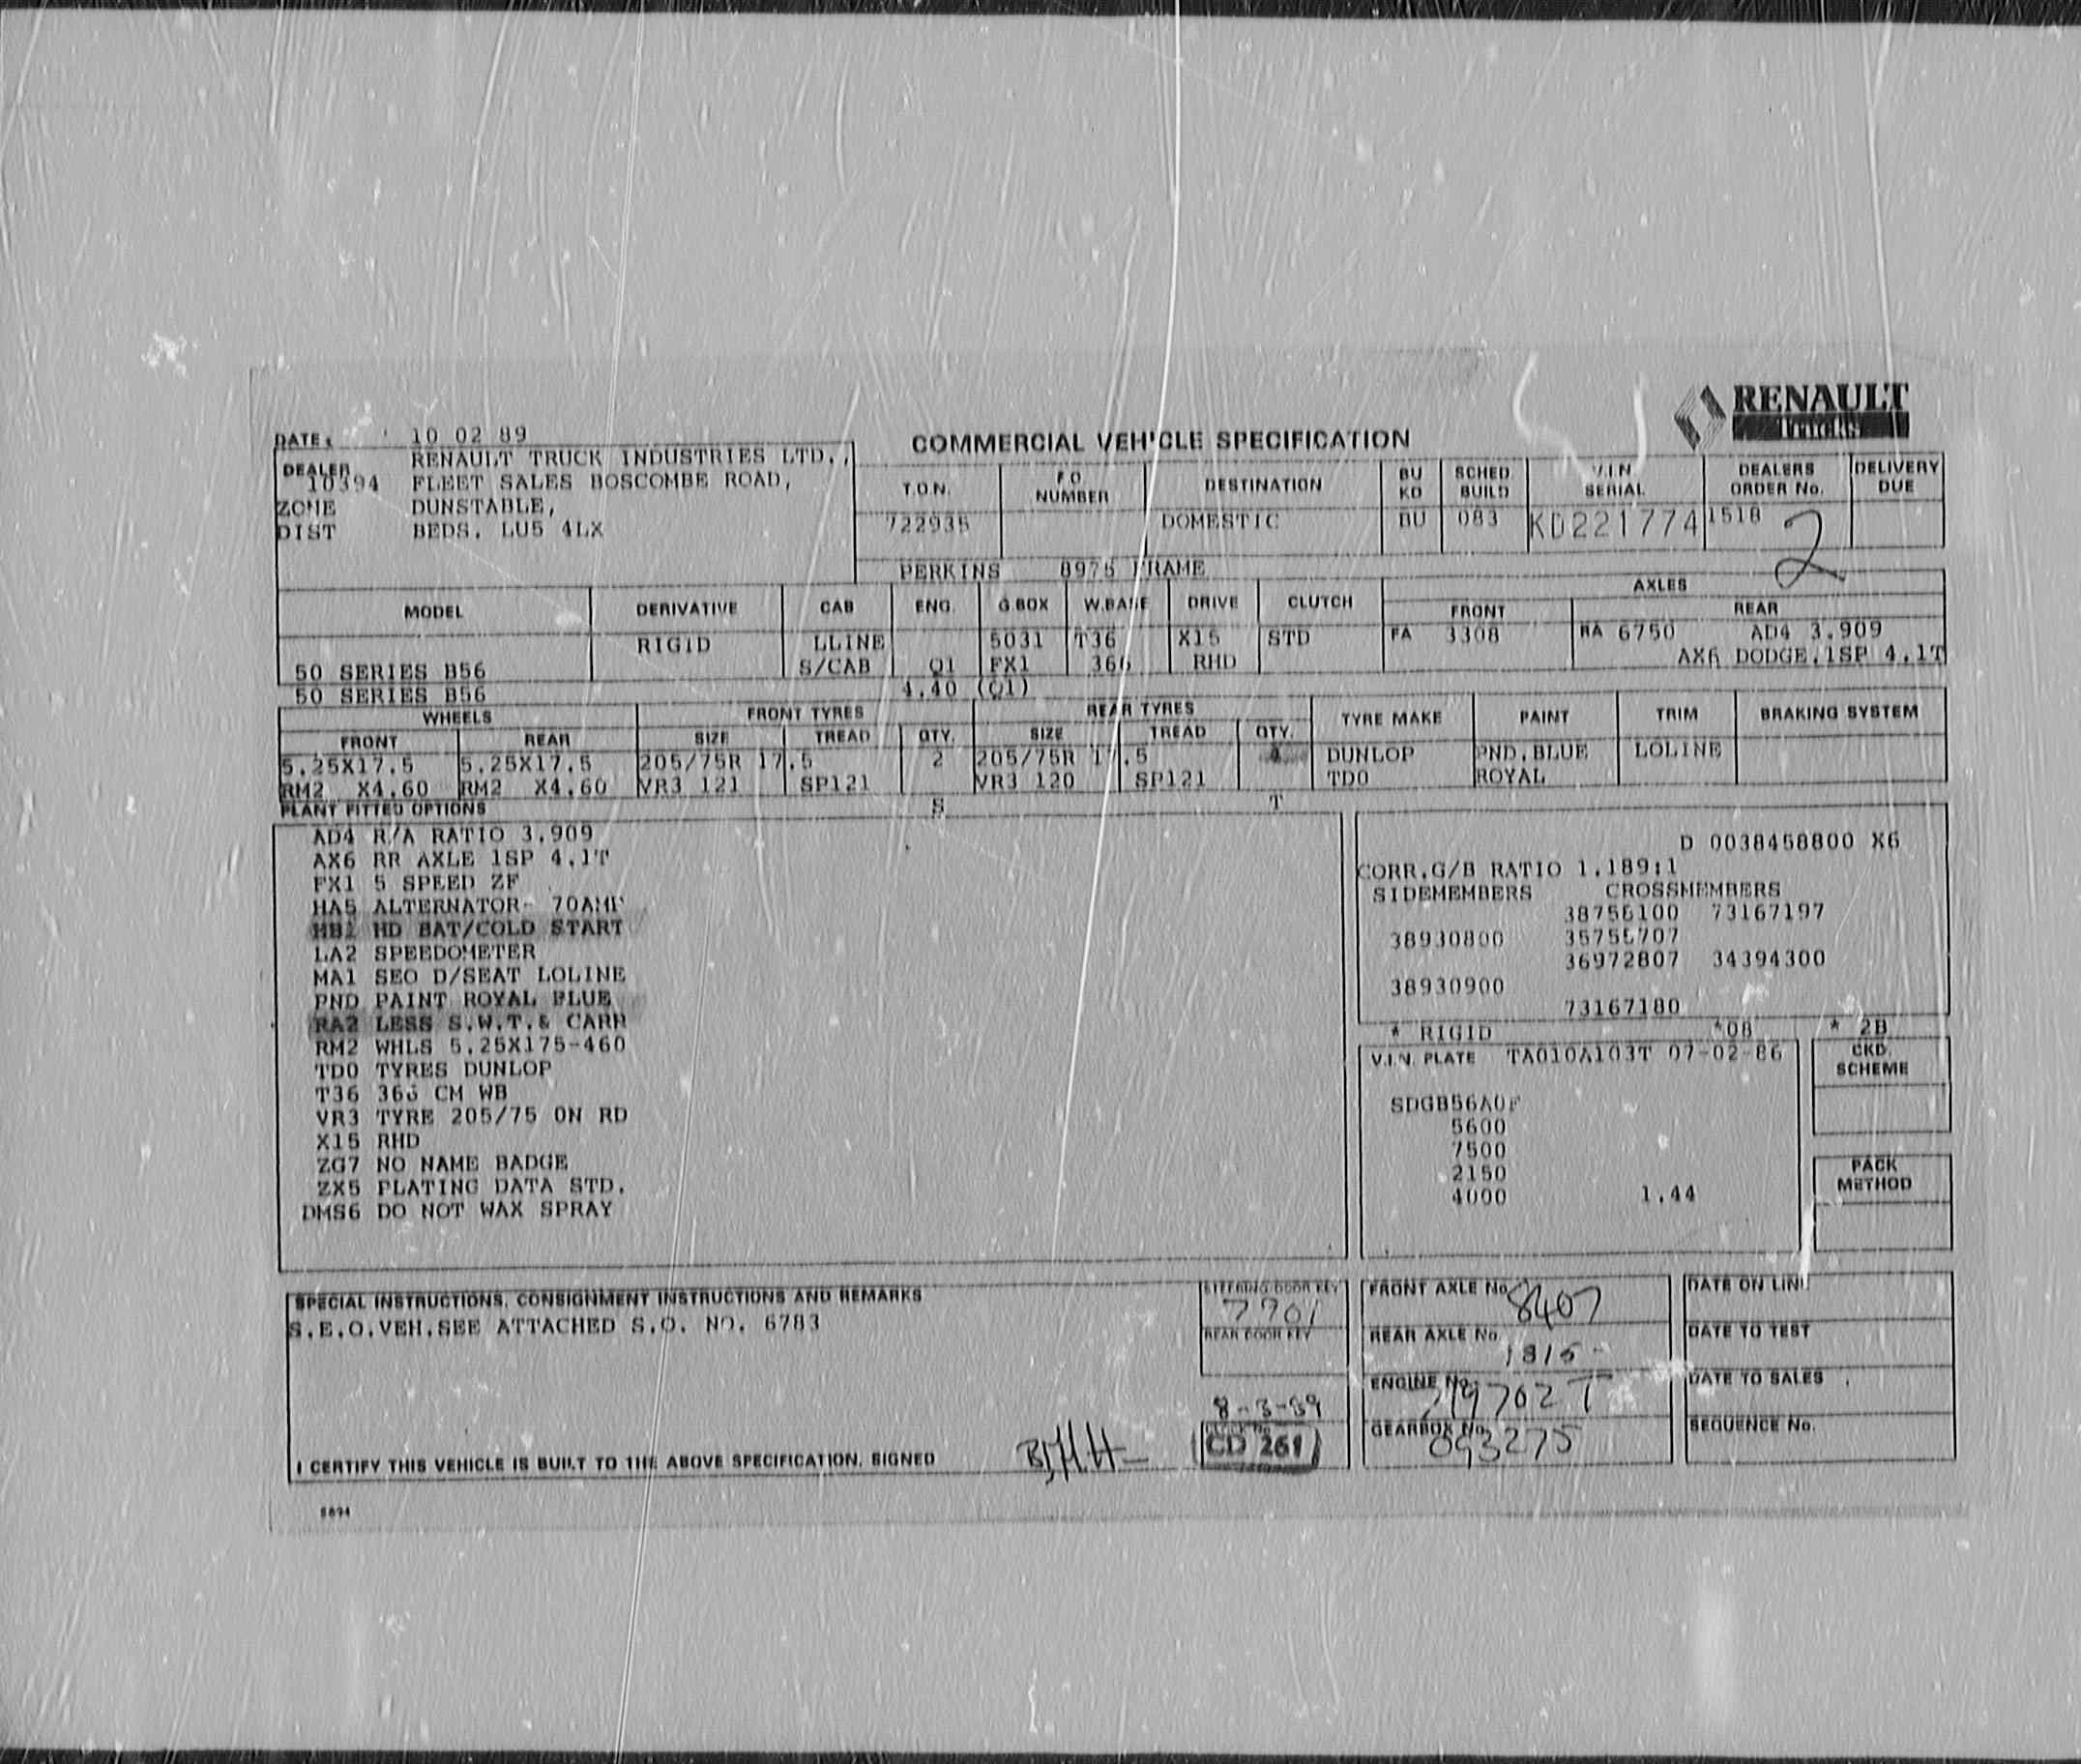 RENAULT
Trucks
DATE, 10 02 89
COMMERCIAL VEHICLE SPECIFICATION
DEALER 10394 RENAULT TRUCK INDUSTRIES LTD.,
FLEET SALES BOSCOMBE ROAD,
ZONE DUNSTABLE,
DIST BEDS. LU5 4LX
T.O.N. F O NUMBER DESTINATION BU KD SCHED. BUILD V.I.N. SERIAL DEALERS ORDER No. DELIVERY DUE
722935 DOMESTIC BU 083 KD221774 1518 2
PERKINS 8975 FRAME
MODEL DERIVATIVE CAB ENG. G.BOX W.BASE DRIVE CLUTCH AXLES FRONT REAR
RIGID LLINE 5031 T36 X15 STD FA 3308 RA 6750 AD4 3.909
50 SERIES B56 S/CAB Q1 FX1 366 RHD AX6 DODGE.1SP 4.1T
50 SERIES B56 4.40 (Q1)
WHEELS FRONT TYRES REAR TYRES TYRE MAKE PAINT TRIM BRAKING SYSTEM
FRONT REAR SIZE TREAD QTY. SIZE TREAD QTY.
5.25X17.5 5.25X17.5 205/75R 17.5 2 205/75R 17.5 4 DUNLOP PND.BLUE LOLINE
RM2 X4.60 RM2 X4.60 VR3 121 SP121 VR3 120 SP121 TD0 ROYAL
PLANT FITTED OPTIONS S T
AD4 R/A RATIO 3.909
AX6 RR AXLE 1SP 4.1T
FX1 5 SPEED ZF
HA5 ALTERNATOR- 70AMP
HB1 HD BAT/COLD START
LA2 SPEEDOMETER
MA1 SEO D/SEAT LOLINE
PND PAINT ROYAL BLUE
RA2 LESS S.W.T.& CARR
RM2 WHLS 5.25X175-460
TD0 TYRES DUNLOP
T36 366 CM WB
VR3 TYRE 205/75 ON RD
X15 RHD
ZG7 NO NAME BADGE
ZX5 PLATING DATA STD.
DMS6 DO NOT WAX SPRAY
D 0038458800 X6
CORR.G/B RATIO 1.189:1
SIDEMEMBERS CROSSMEMBERS
73167197
38930800
36972807 34394300
38930900
73167180
* RIGID *08 * 2B
V.I.N. PLATE TA010A103T 07-02-86
CKD. SCHEME
SDGB56A0F
5600
7500
2150
4000 1.44
PACK METHOD
SPECIAL INSTRUCTIONS, CONSIGNMENT INSTRUCTIONS AND REMARKS
S.E.O.VEH.SEE ATTACHED S.O. NO. 6783
STEERING/DOOR KEY
7901
REAR DOOR KEY
8-3-89
CD 261
I CERTIFY THIS VEHICLE IS BUILT TO THE ABOVE SPECIFICATION. SIGNED
FRONT AXLE No. 8407
REAR AXLE No. 1815
ENGINE No.
GEARBOX No. 093275
DATE ON LINE
DATE TO TEST
DATE TO SALES
SEQUENCE No.